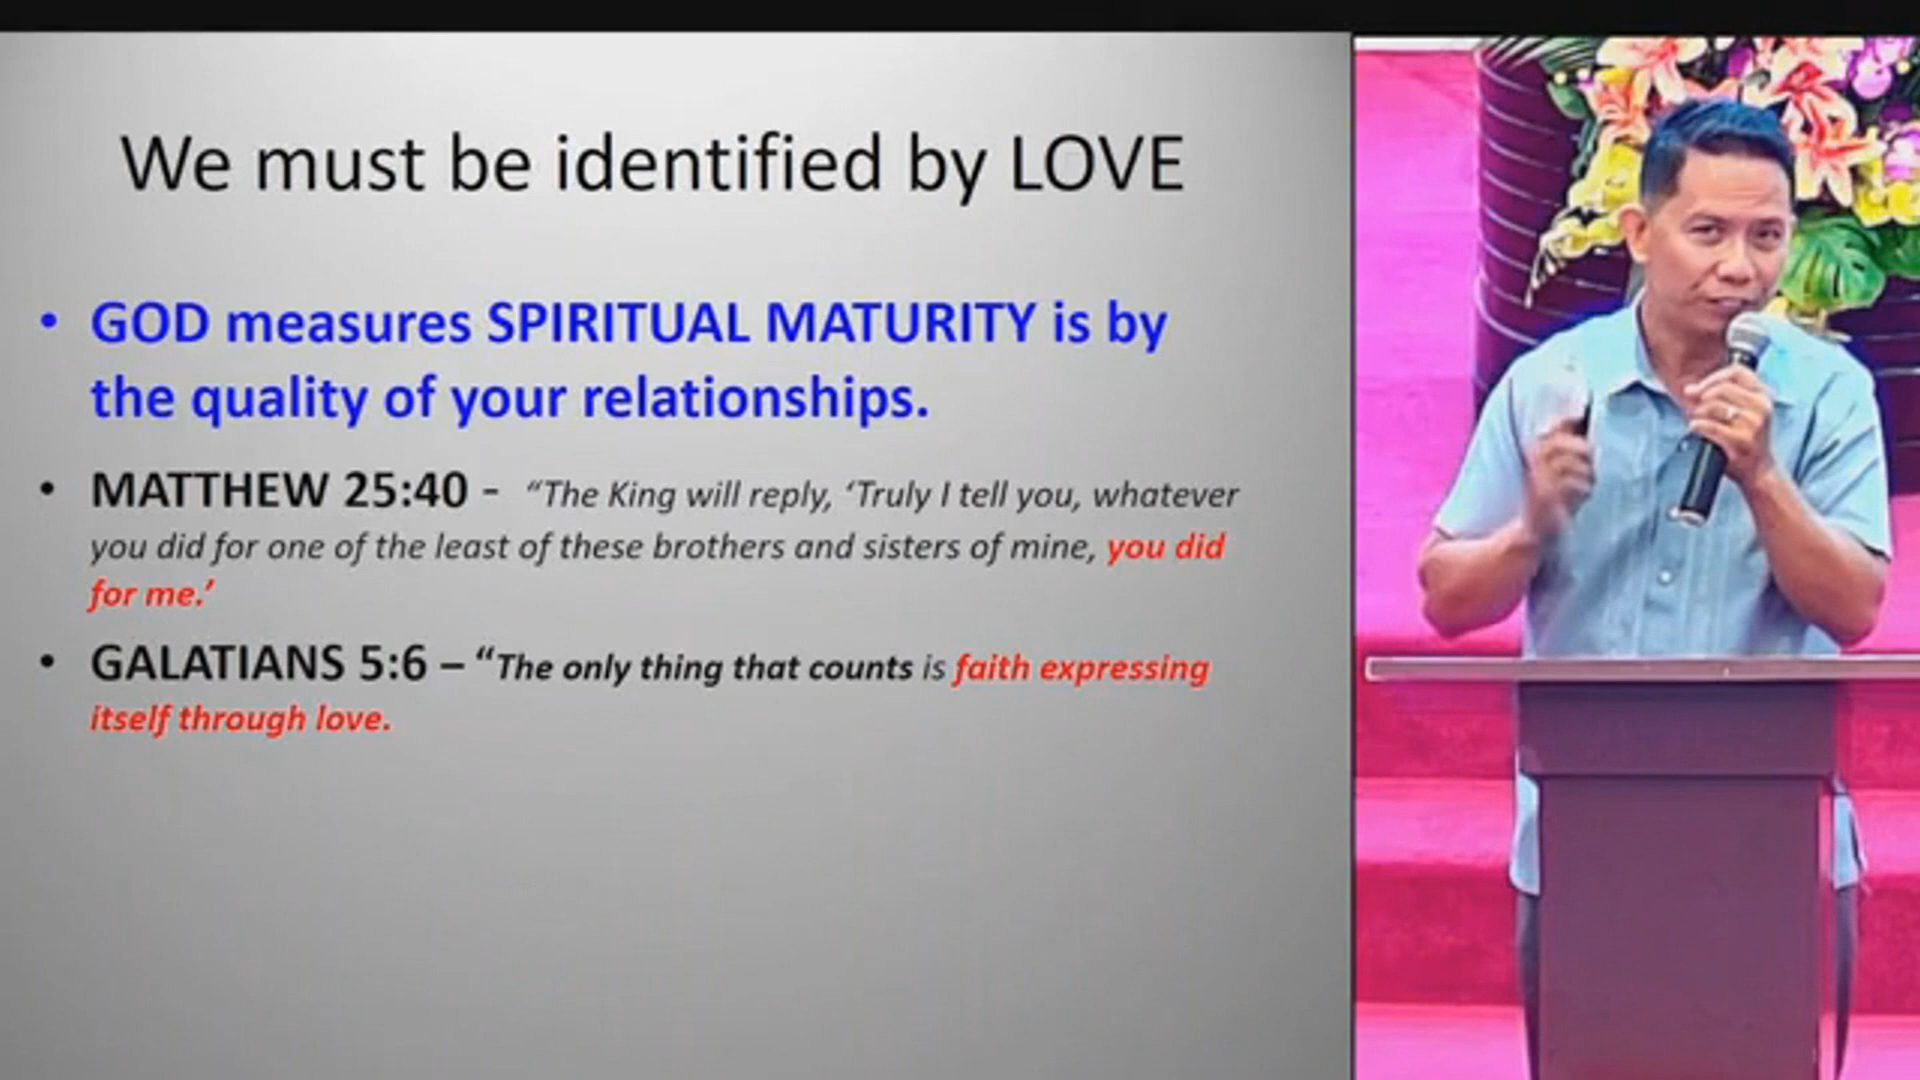 We must be identified by LOVE
• GOD measures SPIRITUAL MATURITY is by
the quality of your relationships.
• MATTHEW 25:40 - “The King will reply, ‘Truly I tell you, whatever
you did for one of the least of these brothers and sisters of mine, you did
for me.’
• GALATIANS 5:6 – “The only thing that counts is faith expressing
itself through love.